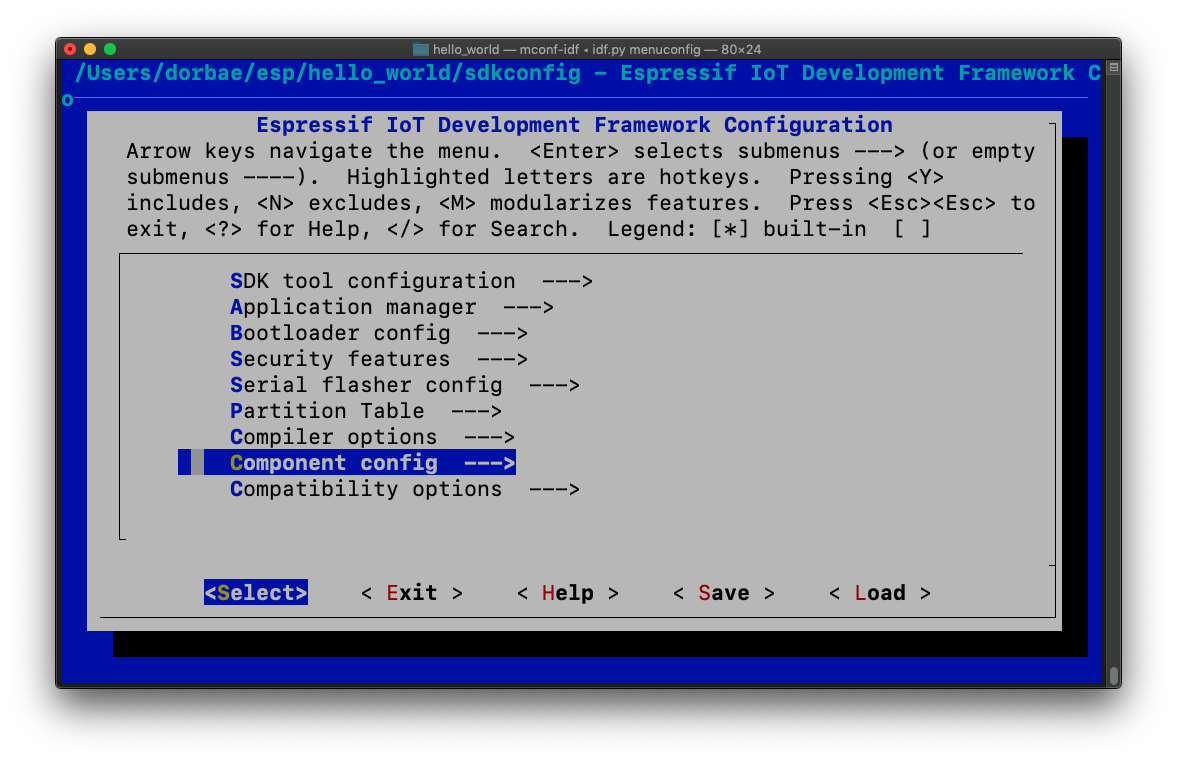 hello_world — mconf-idf ◂ idf.py menuconfig — 80×24
/Users/dorbae/esp/hello_world/sdkconfig - Espressif IoT Development Framework C
o
Espressif IoT Development Framework Configuration
Arrow keys navigate the menu.  <Enter> selects submenus ---> (or empty
submenus ----).  Highlighted letters are hotkeys.  Pressing <Y>
includes, <N> excludes, <M> modularizes features.  Press <Esc><Esc> to
exit, <?> for Help, </> for Search.  Legend: [*] built-in  [ ]
SDK tool configuration  --->
Application manager  --->
Bootloader config  --->
Security features  --->
Serial flasher config  --->
Partition Table  --->
Compiler options  --->
Component config  --->
Compatibility options  --->
<Select>    < Exit >    < Help >    < Save >    < Load >